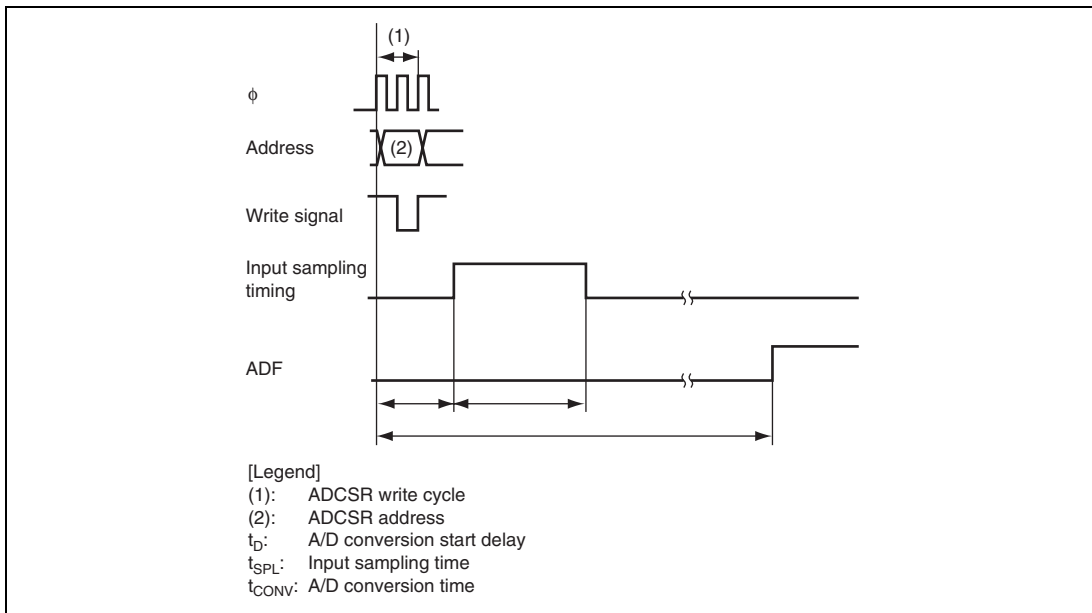 (1)
ϕ
Address
(2)
Write signal
Input sampling
timing
ADF
[Legend]
(1): ADCSR write cycle
(2): ADCSR address
tD: A/D conversion start delay
tSPL: Input sampling time
tCONV: A/D conversion time